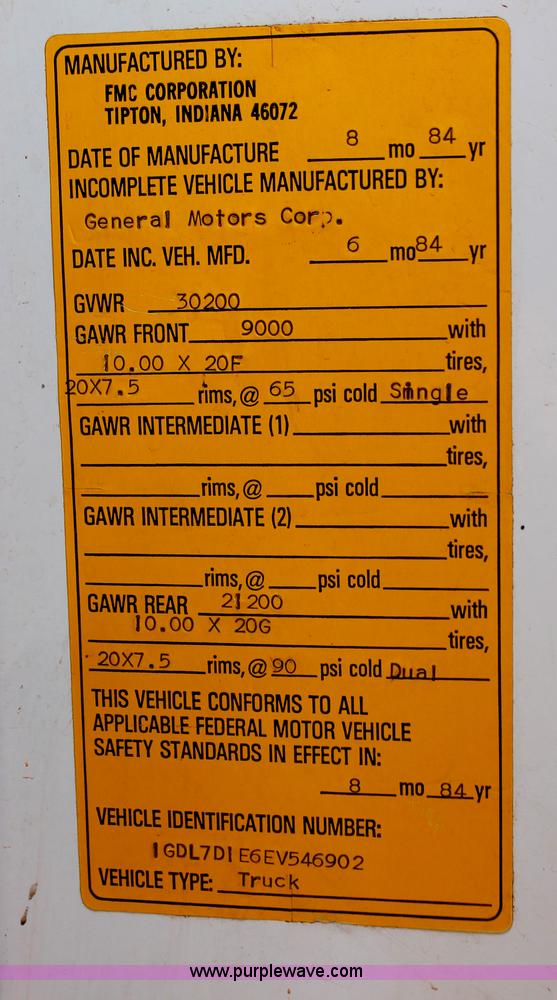 MANUFACTURED BY:
FMC CORPORATION
TIPTON, INDIANA 46072
DATE OF MANUFACTURE 8 mo 84 yr
INCOMPLETE VEHICLE MANUFACTURED BY:
General Motors Corp.
DATE INC. VEH. MFD. 6 mo 84 yr
GVWR 30200
GAWR FRONT 9000 with
10.00 X 20F tires,
20X7.5 rims, @ 65 psi cold Single
GAWR INTERMEDIATE (1) with
tires,
rims, @ psi cold
GAWR INTERMEDIATE (2) with
tires,
rims, @ psi cold
GAWR REAR 21200 with
10.00 X 20G tires,
20X7.5 rims, @ 90 psi cold Dual
THIS VEHICLE CONFORMS TO ALL
APPLICABLE FEDERAL MOTOR VEHICLE
SAFETY STANDARDS IN EFFECT IN:
8 mo 84 yr
VEHICLE IDENTIFICATION NUMBER:
1GDL7D1E6EV546902
VEHICLE TYPE: Truck
www.purplewave.com